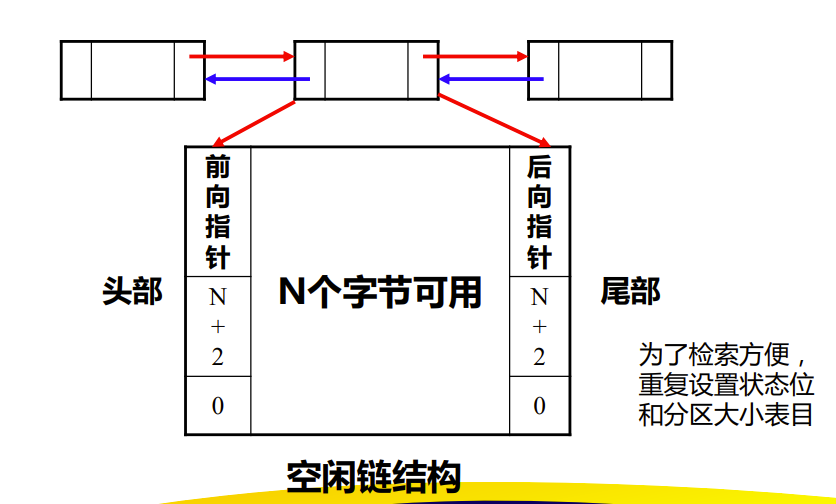 前
向
指
针
N
+
2
0
头部
N个字节可用
后
向
指
针
N
+
2
0
尾部
为了检索方便，
重复设置状态位
和分区大小表目
空闲链结构